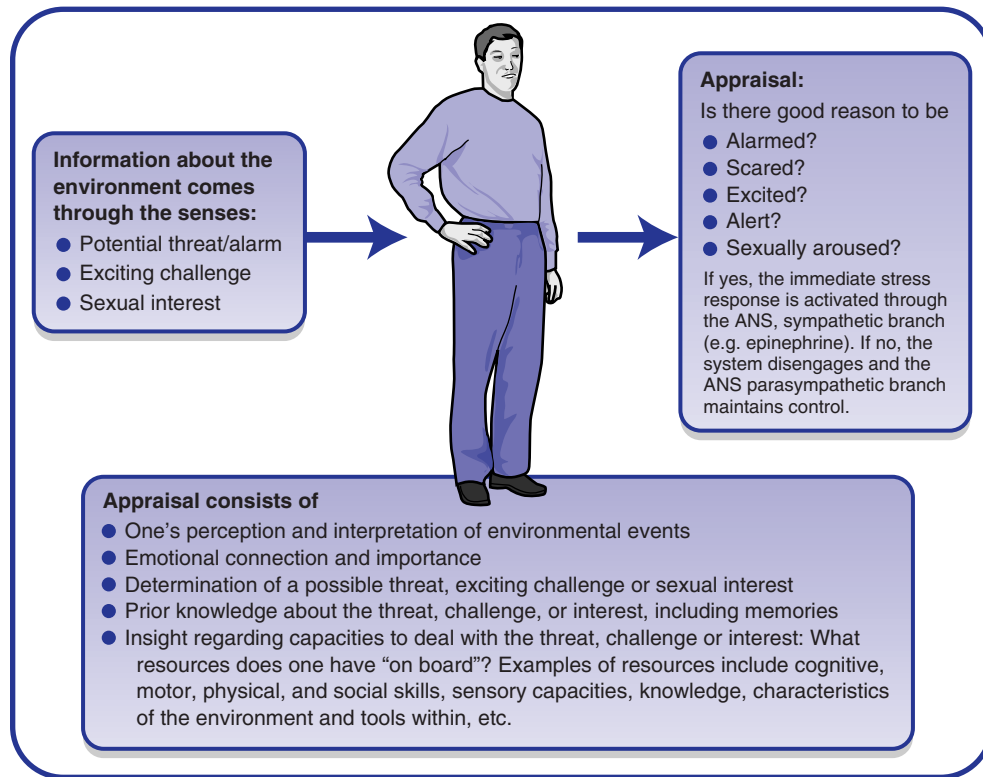 Information about the
environment comes
through the senses:
● Potential threat/alarm
● Exciting challenge
● Sexual interest
Appraisal:
Is there good reason to be
● Alarmed?
● Scared?
● Excited?
● Alert?
● Sexually aroused?
If yes, the immediate stress
response is activated through
the ANS, sympathetic branch
(e.g. epinephrine). If no, the
system disengages and the
ANS parasympathetic branch
maintains control.
Appraisal consists of
● One’s perception and interpretation of environmental events
● Emotional connection and importance
● Determination of a possible threat, exciting challenge or sexual interest
● Prior knowledge about the threat, challenge, or interest, including memories
● Insight regarding capacities to deal with the threat, challenge or interest: What
resources does one have “on board”? Examples of resources include cognitive,
motor, physical, and social skills, sensory capacities, knowledge, characteristics
of the environment and tools within, etc.